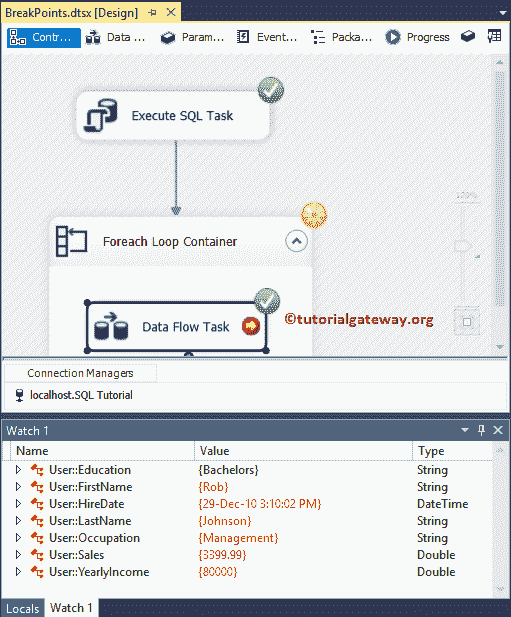 BreakPoints.dtsx [Design]
Contr... Data ... Param... Event... Packa... Progress
Execute SQL Task
Foreach Loop Container
Data Flow Task
©tutorialgateway.org
Connection Managers
localhost.SQL Tutorial
Watch 1
Name Value Type
User::Education {Bachelors} String
User::FirstName {Rob} String
User::HireDate {29-Dec-10 3:10:02 PM} DateTime
User::LastName {Johnson} String
User::Occupation {Management} String
User::Sales {3399.99} Double
User::YearlyIncome {80000} Double
Locals Watch 1